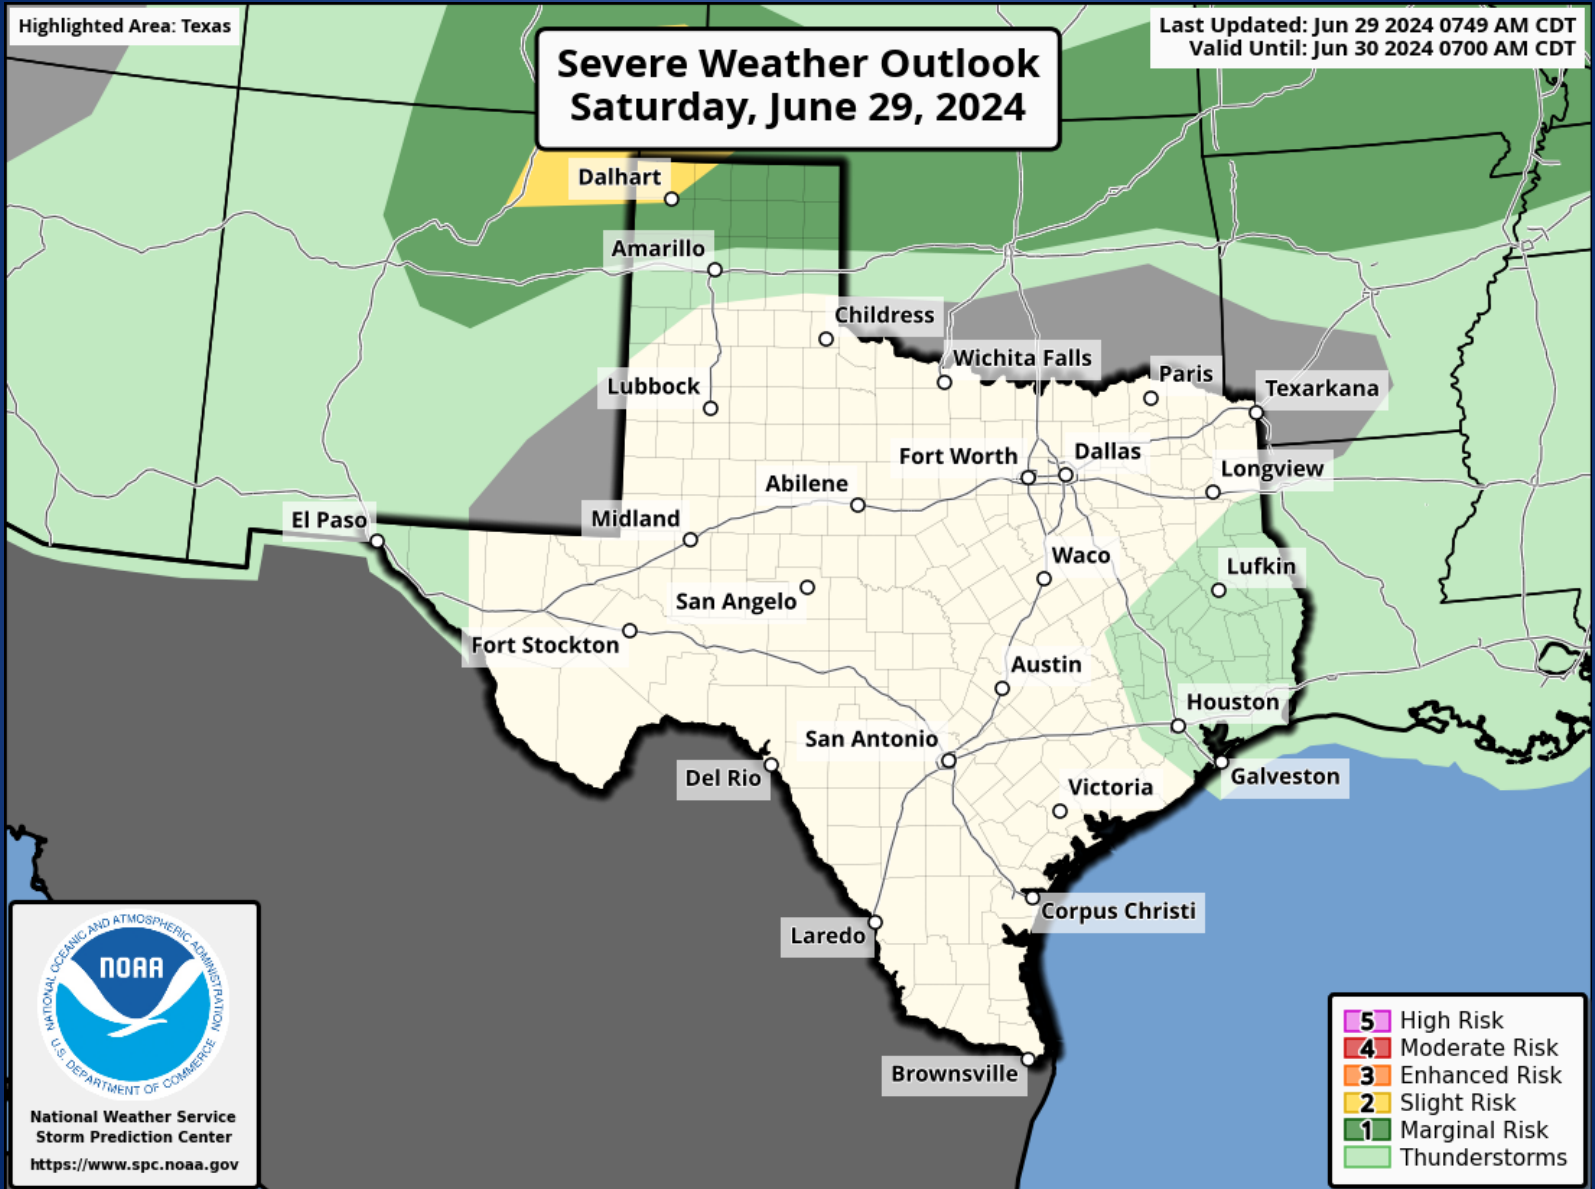 Highlighted Area: Texas
Last Updated: Jun 29 2024 0749 AM CDT
Valid Until: Jun 30 2024 0700 AM CDT
Severe Weather Outlook
Saturday, June 29, 2024
Dalhart
Amarillo
Childress
Wichita Falls
Paris
Texarkana
Lubbock
Fort Worth
Dallas
Longview
Abilene
El Paso
Midland
Waco
Lufkin
San Angelo
Fort Stockton
Austin
Houston
San Antonio
Del Rio
Galveston
Victoria
Corpus Christi
Laredo
Brownsville
NATIONAL OCEANIC AND ATMOSPHERIC ADMINISTRATION
NOAA
U.S. DEPARTMENT OF COMMERCE
National Weather Service
Storm Prediction Center
https://www.spc.noaa.gov
5 High Risk
4 Moderate Risk
3 Enhanced Risk
2 Slight Risk
1 Marginal Risk
Thunderstorms